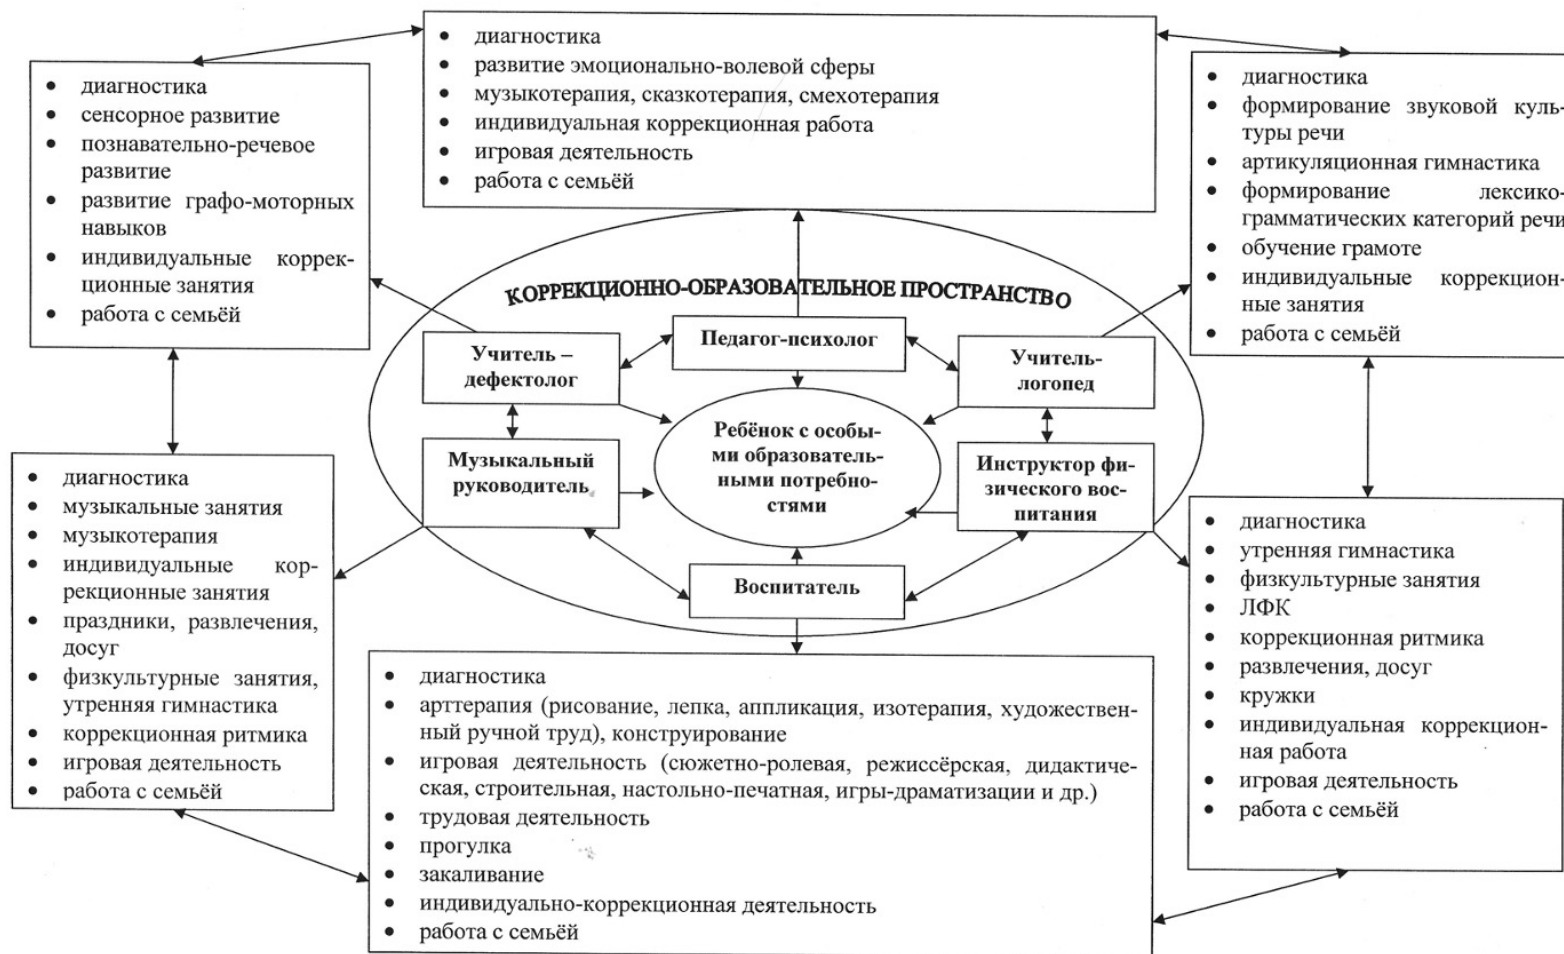 • диагностика
• развитие эмоционально-волевой сферы
• музыкотерапия, сказкотерапия, смехотерапия
• индивидуальная коррекционная работа
• игровая деятельность
• работа с семьёй
• диагностика
• сенсорное развитие
• познавательно-речевое
развитие
• развитие графо-моторных
навыков
• индивидуальные коррек-
ционные занятия
• работа с семьёй
• диагностика
• формирование звуковой куль-
туры речи
• артикуляционная гимнастика
• формирование лексико-
грамматических категорий речи
• обучение грамоте
• индивидуальные коррекцион-
ные занятия
• работа с семьёй
КОРРЕКЦИОННО-ОБРАЗОВАТЕЛЬНОЕ ПРОСТРАНСТВО
Учитель –
дефектолог
Педагог-психолог
Учитель-
логопед
Музыкальный
руководитель
Ребёнок с особы-
ми образователь-
ными потребно-
стями
Инструктор фи-
зического вос-
питания
Воспитатель
• диагностика
• музыкальные занятия
• музыкотерапия
• индивидуальные кор-
рекционные занятия
• праздники, развлечения,
досуг
• физкультурные занятия,
утренняя гимнастика
• коррекционная ритмика
• игровая деятельность
• работа с семьёй
• диагностика
• арттерапия (рисование, лепка, аппликация, изотерапия, художествен-
ный ручной труд), конструирование
• игровая деятельность (сюжетно-ролевая, режиссёрская, дидактиче-
ская, строительная, настольно-печатная, игры-драматизации и др.)
• трудовая деятельность
• прогулка
• закаливание
• индивидуально-коррекционная деятельность
• работа с семьёй
• диагностика
• утренняя гимнастика
• физкультурные занятия
• ЛФК
• коррекционная ритмика
• развлечения, досуг
• кружки
• индивидуальная коррекцион-
ная работа
• игровая деятельность
• работа с семьёй